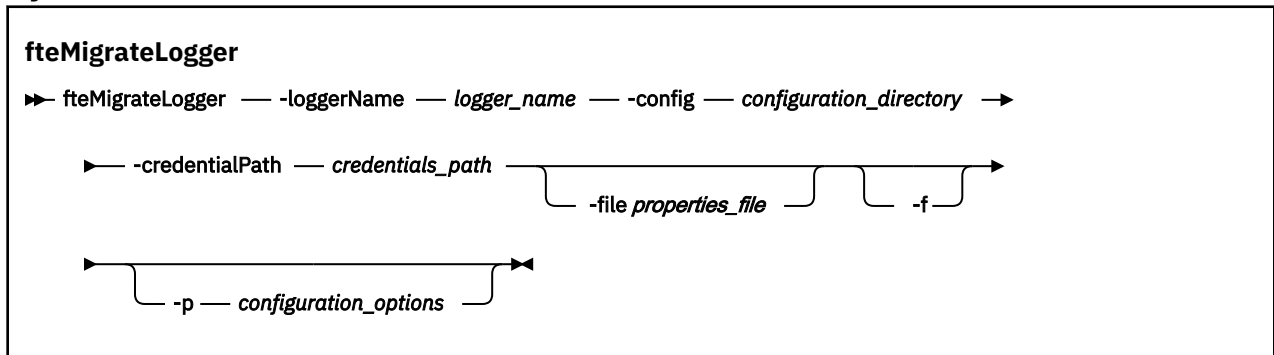 fteMigrateLogger
fteMigrateLogger -loggerName logger_name -config configuration_directory
-credentialPath credentials_path
-file properties_file -f
-p configuration_options